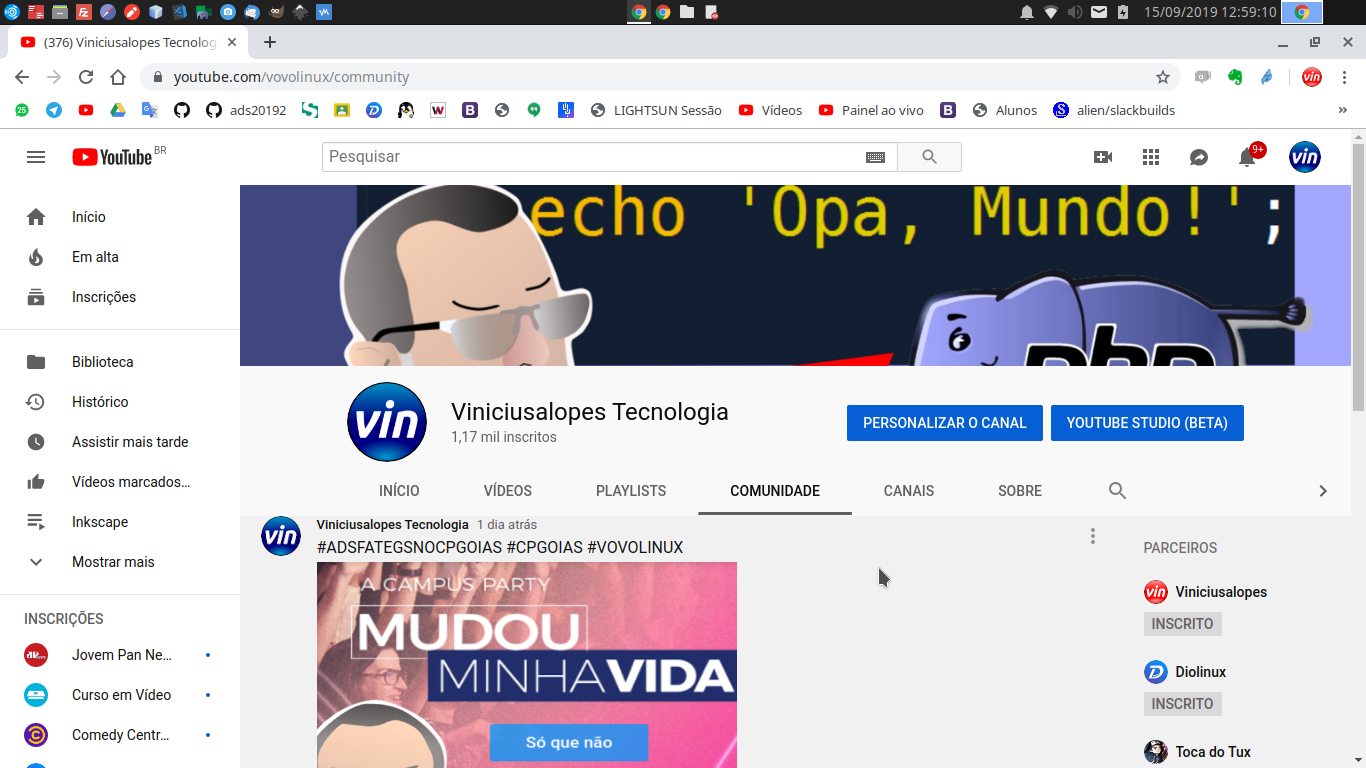 15/09/2019 12:59:10
(376) Viniciusalopes Tecnolog
youtube.com/vovolinux/community
vin
25
ads20192
LIGHTSUN Sessão
Vídeos
Painel ao vivo
Alunos
alien/slackbuilds
»
YouTube BR
Pesquisar
9+
vin
Início
Em alta
Inscrições
Biblioteca
Histórico
Assistir mais tarde
Vídeos marcados…
Inkscape
Mostrar mais
INSCRIÇÕES
Jovem Pan Ne…
Curso em Vídeo
Comedy Centr…
echo 'Opa, Mundo!';
php
vin
Viniciusalopes Tecnologia
1,17 mil inscritos
PERSONALIZAR O CANAL
YOUTUBE STUDIO (BETA)
INÍCIO
VÍDEOS
PLAYLISTS
COMUNIDADE
CANAIS
SOBRE
vin
Viniciusalopes Tecnologia 1 dia atrás
#ADSFATEGSNOCPGOIAS #CPGOIAS #VOVOLINUX
A CAMPUS PARTY
MUDOU
MINHAVIDA
Só que não
PARCEIROS
vin
Viniciusalopes
INSCRITO
Diolinux
INSCRITO
Toca do Tux